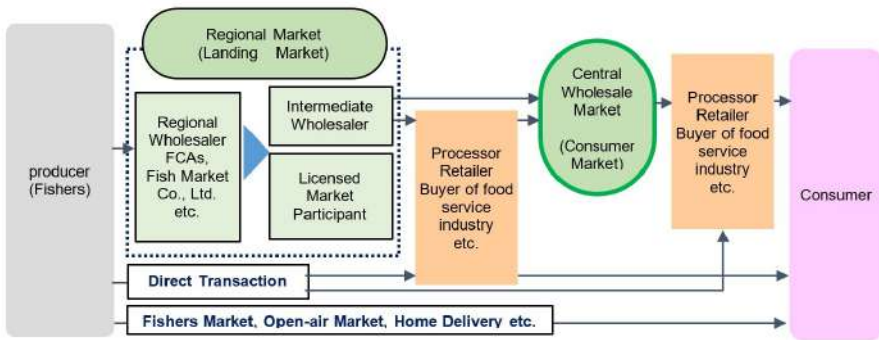 Regional Market
(Landing Market)
producer
(Fishers)
Regional
Wholesaler
FCAs,
Fish Market
Co., Ltd.
etc.
Intermediate
Wholesaler
Licensed
Market
Participant
Processor
Retailer
Buyer of food
service
industry
etc.
Central
Wholesale
Market
(Consumer
Market)
Processor
Retailer
Buyer of food
service
industry
etc.
Consumer
Direct Transaction
Fishers Market, Open-air Market, Home Delivery etc.